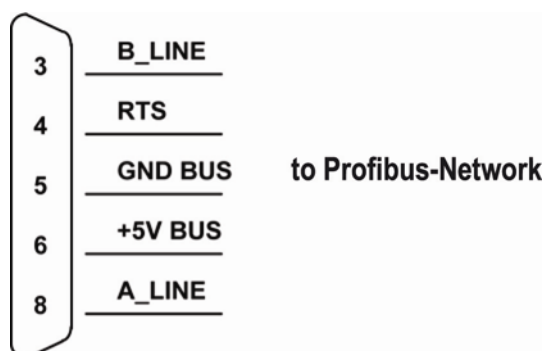 3 B_LINE
4 RTS
5 GND BUS to Profibus-Network
6 +5V BUS
8 A_LINE